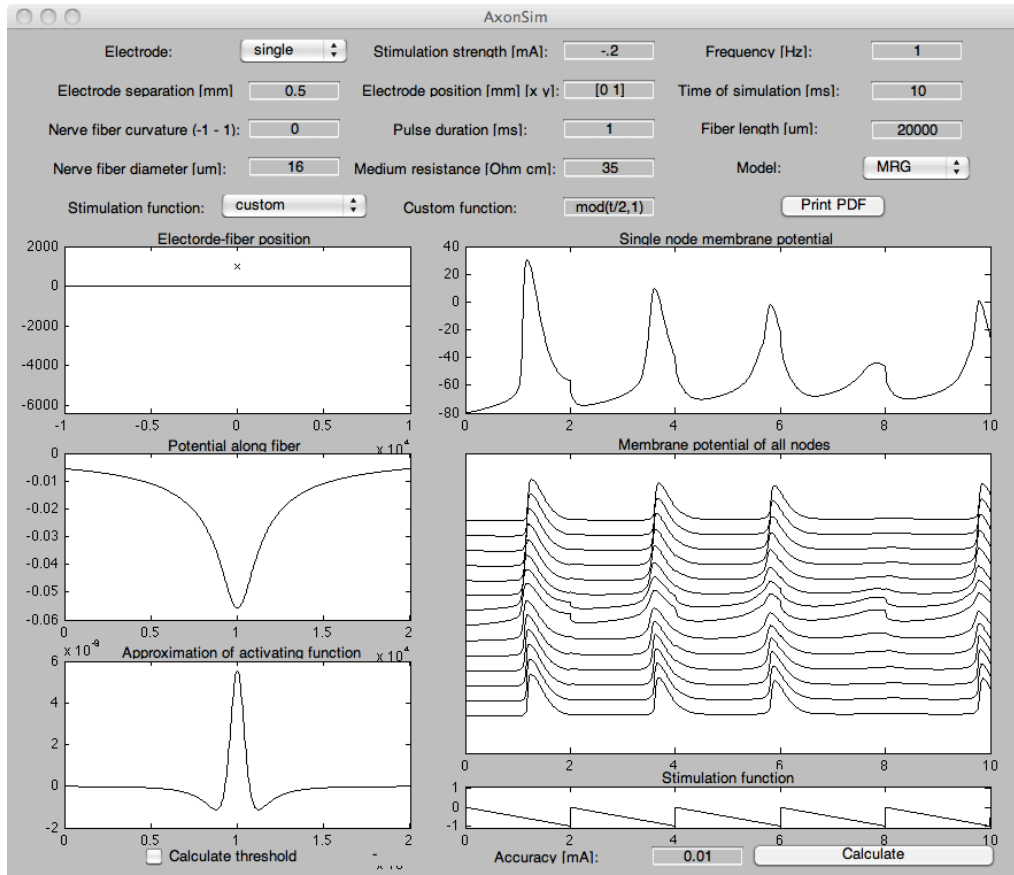 AxonSim
Electrode: single Stimulation strength [mA]: -.2 Frequency [Hz]: 1
Electrode separation [mm] 0.5 Electrode position [mm] [x y]: [0 1] Time of simulation [ms]: 10
Nerve fiber curvature (-1 - 1): 0 Pulse duration [ms]: 1 Fiber length [um]: 20000
Nerve fiber diameter [um]: 16 Medium resistance [Ohm cm]: 35 Model: MRG
Stimulation function: custom Custom function: mod(t/2,1) Print PDF
Electorde-fiber position
2000
0
-2000
-4000
-6000
-1 -0.5 0 0.5 1
x 10⁴
Single node membrane potential
40
20
0
-20
-40
-60
-80
0 2 4 6 8 10
Potential along fiber
0
-0.01
-0.02
-0.03
-0.04
-0.05
-0.06
0 0.5 1 1.5 2
x 10⁴
Membrane potential of all nodes
0 2 4 6 8 10
x 10⁻⁹ Approximation of activating function
6
4
2
0
-2
0 0.5 1 1.5 2
Stimulation function
1
0
-1
0 2 4 6 8 10
Calculate threshold - Accuracy [mA]: 0.01 Calculate